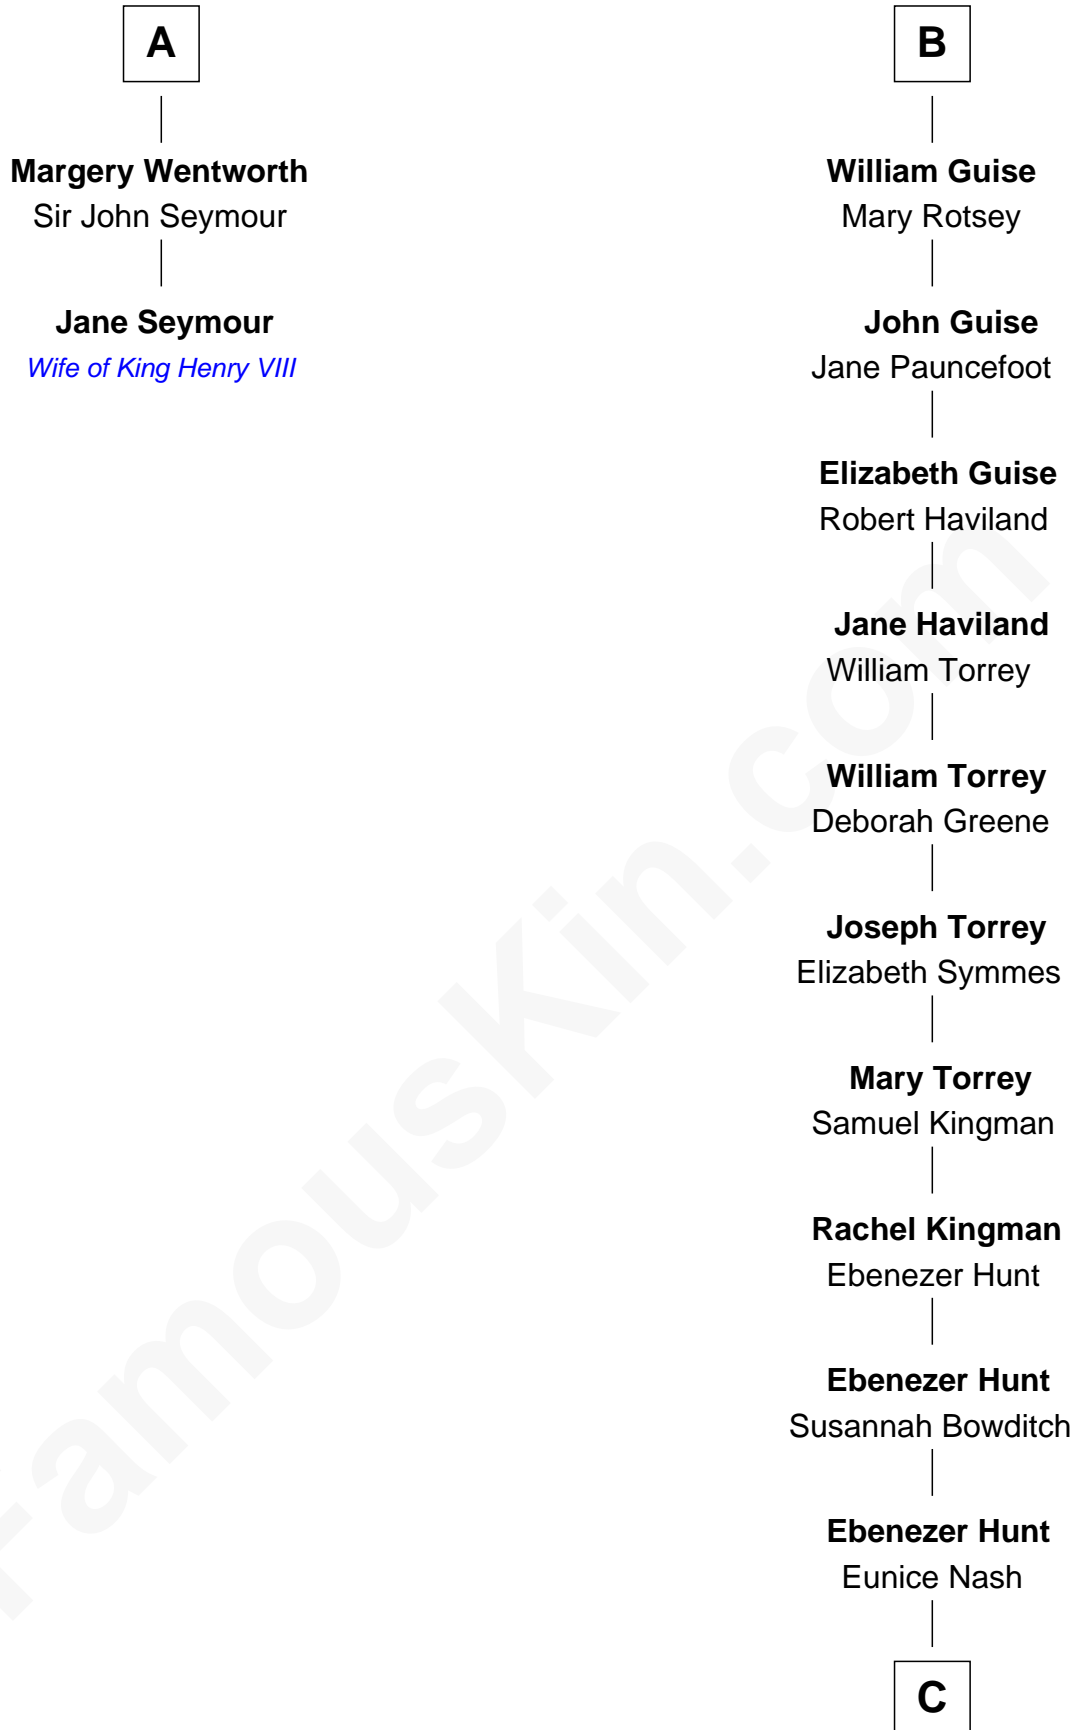 A
Margery Wentworth
Sir John Seymour
Jane Seymour
Wife of King Henry VIII
B
William Guise
Mary Rotsey
John Guise
Jane Pauncefoot
Elizabeth Guise
Robert Haviland
Jane Haviland
William Torrey
William Torrey
Deborah Greene
Joseph Torrey
Elizabeth Symmes
Mary Torrey
Samuel Kingman
Rachel Kingman
Ebenezer Hunt
Ebenezer Hunt
Susannah Bowditch
Ebenezer Hunt
Eunice Nash
C
FamousKin.com